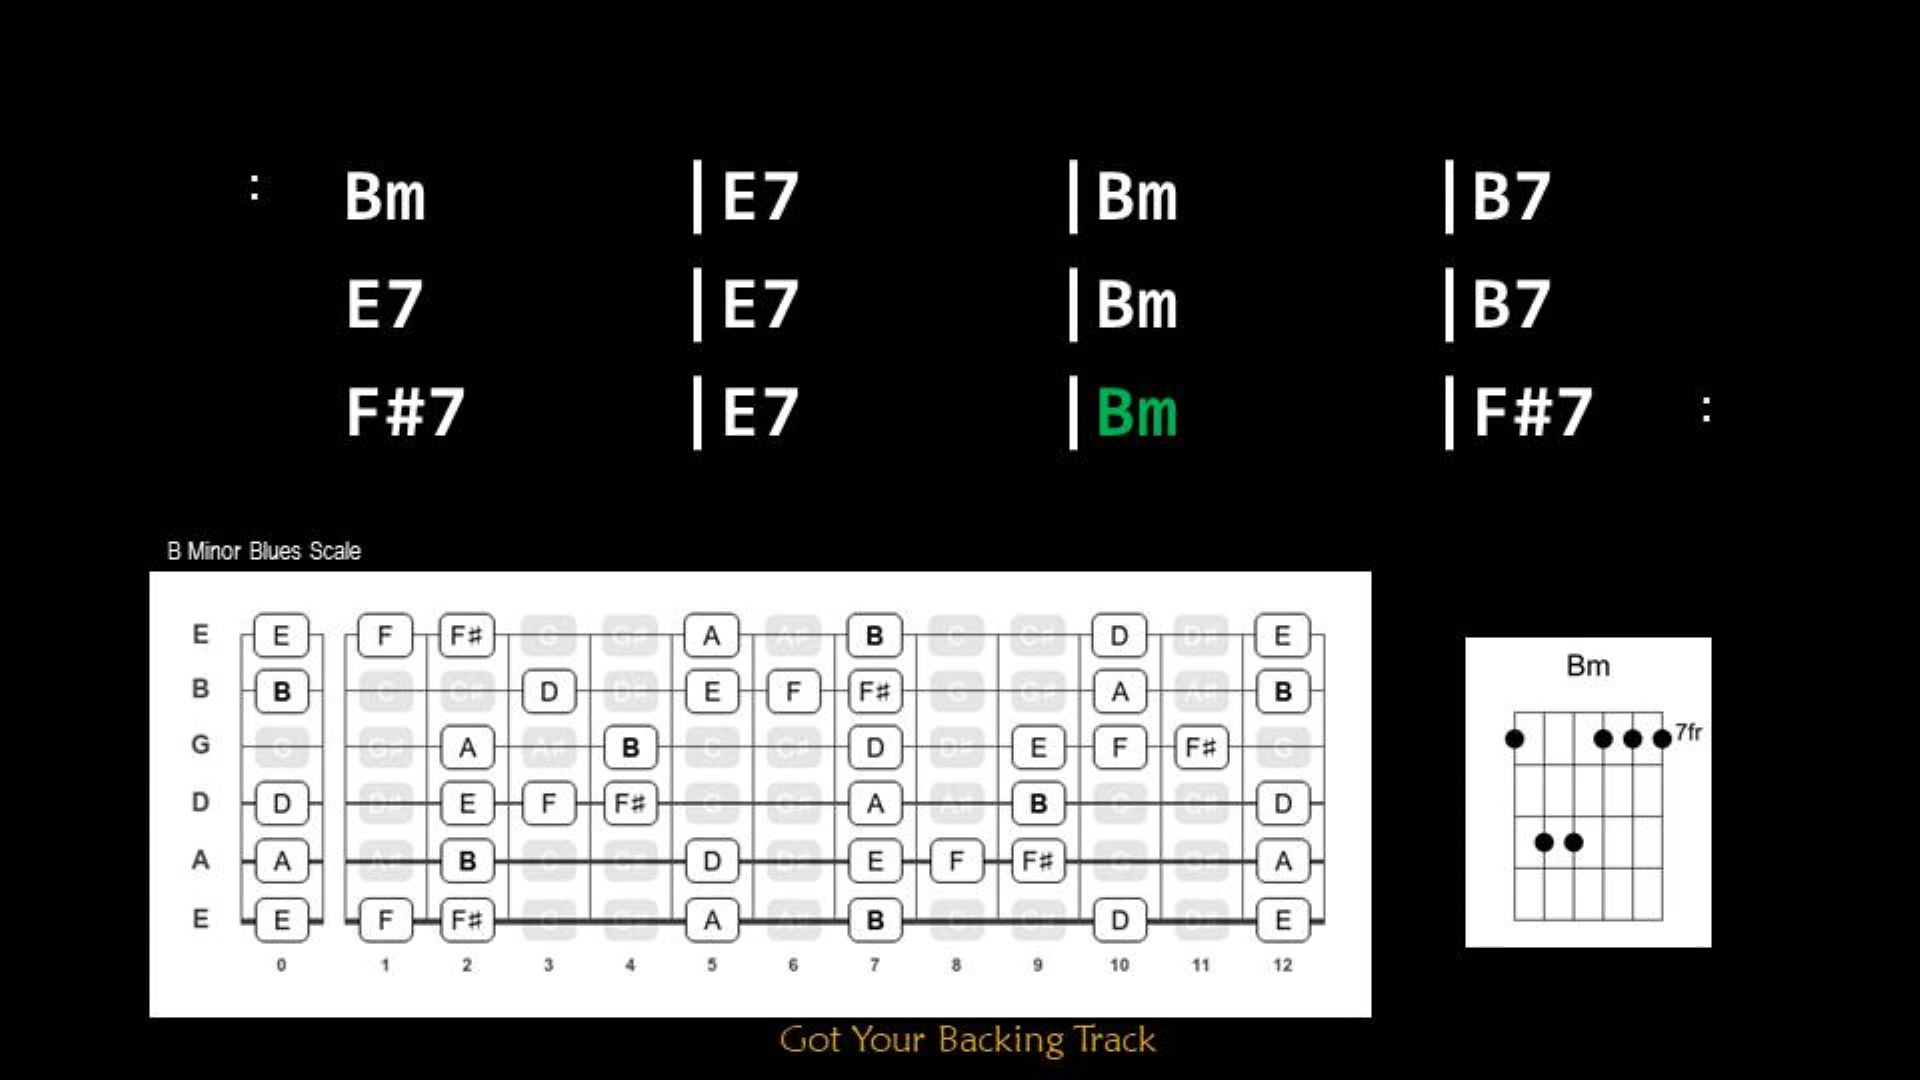 : Bm | E7 | Bm | B7
E7 | E7 | Bm | B7
F#7 | E7 | Bm | F#7 :
B Minor Blues Scale
E E F F♯ G G♯ A A♯ B C C♯ D D♯ E
B B C C♯ D D♯ E F F♯ G G♯ A A♯ B
G G G♯ A A♯ B C C♯ D D♯ E F F♯ G
D D D♯ E F F♯ G G♯ A A♯ B C C♯ D
A A A♯ B C C♯ D D♯ E F F♯ G G♯ A
E E F F♯ G G♯ A A♯ B C C♯ D D♯ E
0 1 2 3 4 5 6 7 8 9 10 11 12
Bm
7fr
Got Your Backing Track